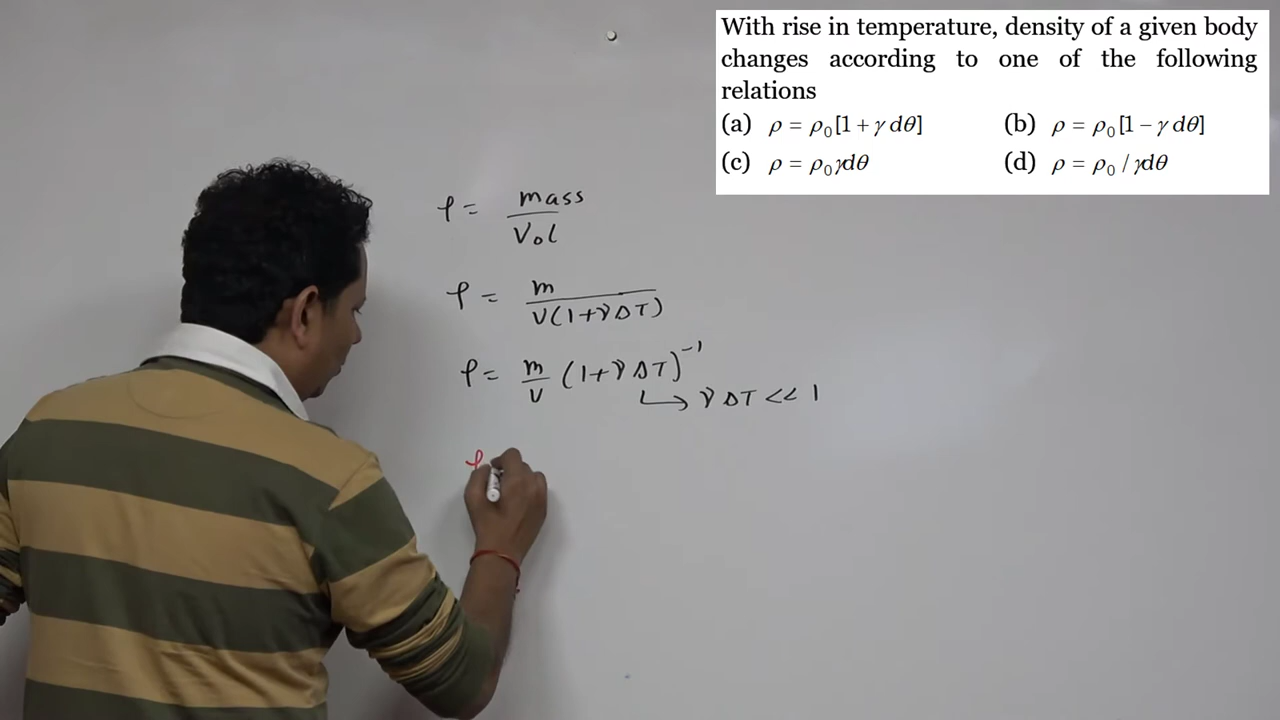 With rise in temperature, density of a given body
changes according to one of the following
relations
(a) ρ = ρ₀[1 + γ dθ] (b) ρ = ρ₀[1 − γ dθ]
(c) ρ = ρ₀γdθ (d) ρ = ρ₀ / γdθ
ρ = mass / Vol
ρ = m / V(1+γΔT)
ρ = m/V (1+γΔT)⁻¹
↳ γΔT << 1
ρ